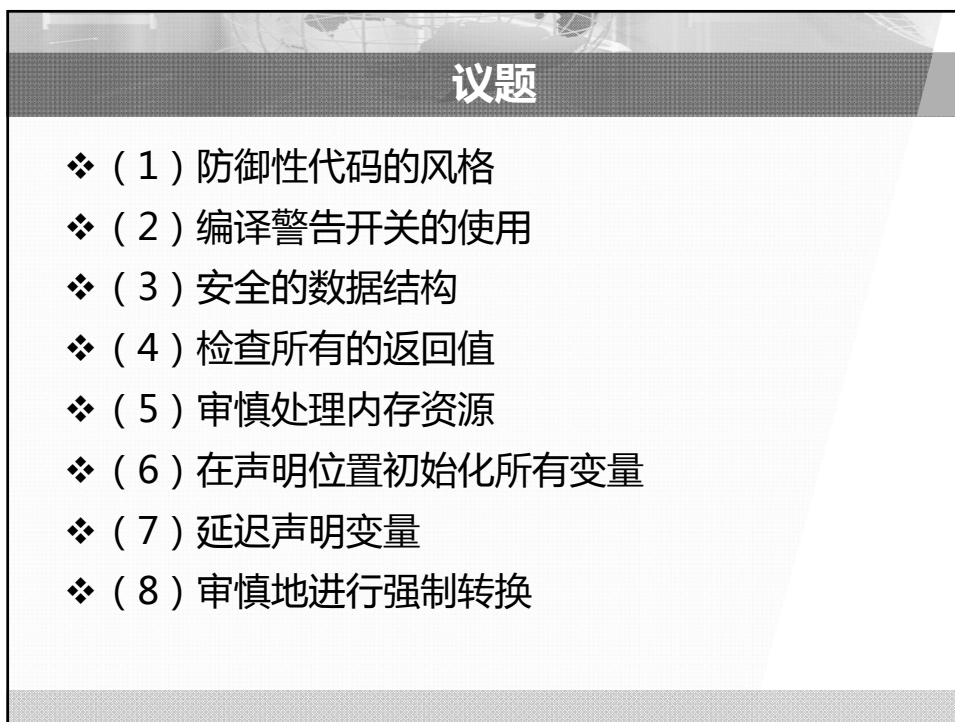 议题
❖（1）防御性代码的风格
❖（2）编译警告开关的使用
❖（3）安全的数据结构
❖（4）检查所有的返回值
❖（5）审慎处理内存资源
❖（6）在声明位置初始化所有变量
❖（7）延迟声明变量
❖（8）审慎地进行强制转换